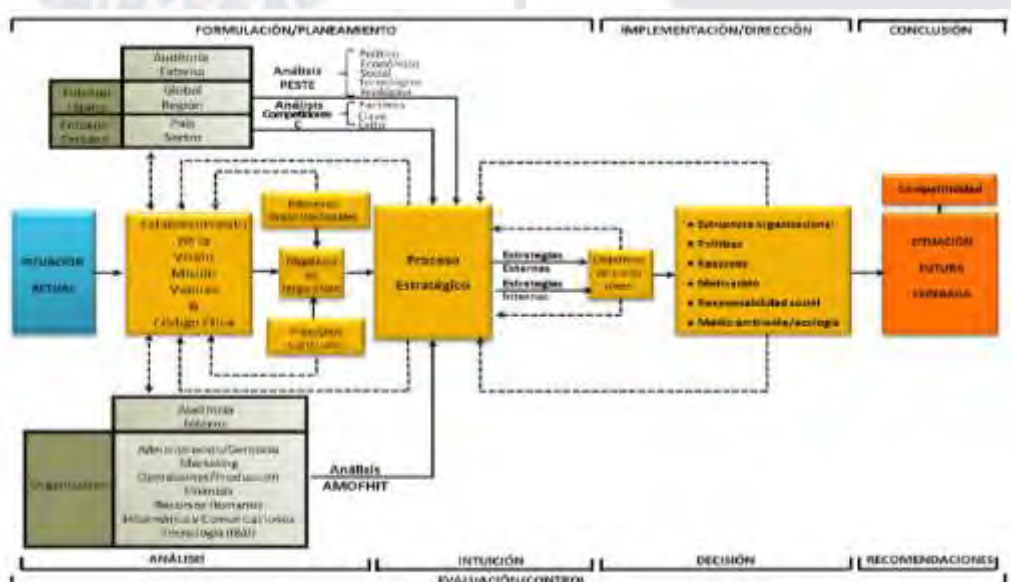 FORMULACIÓN/PLANEAMIENTO
IMPLEMENTACIÓN/DIRECCIÓN
CONCLUSIÓN
Auditoría
Externa
Global
Región
País
Sector
Entorno
Entorno
Análisis
PESTE
Político
Económico
Social
Tecnológico
Análisis
Competidores
Factores
Clave
Éxito
SITUACIÓN
ACTUAL
Establecimiento
de la
Visión
Misión
Valores
&
Código Ética
Intereses
Organizacionales
Objetivos
de
largo plazo
Principios
Proceso
Estratégico
Estrategias
Externas
Estrategias
Internas
Objetivos
de corto
plazo
• Estructura organizacional
• Políticas
• Recursos
• Motivación
• Responsabilidad social
• Medio ambiente/ecología
Competitividad
SITUACIÓN
FUTURA
ESPERADA
Auditoría
Interna
Organización
Administración/Gerencia
Marketing
Operaciones/Producción
Finanzas
Recursos Humanos
Informática y Comunicaciones
Tecnología (I&D)
Análisis
AMOFHIT
ANÁLISIS
INTUICIÓN
DECISIÓN
RECOMENDACIONES
EVALUACIÓN/CONTROL